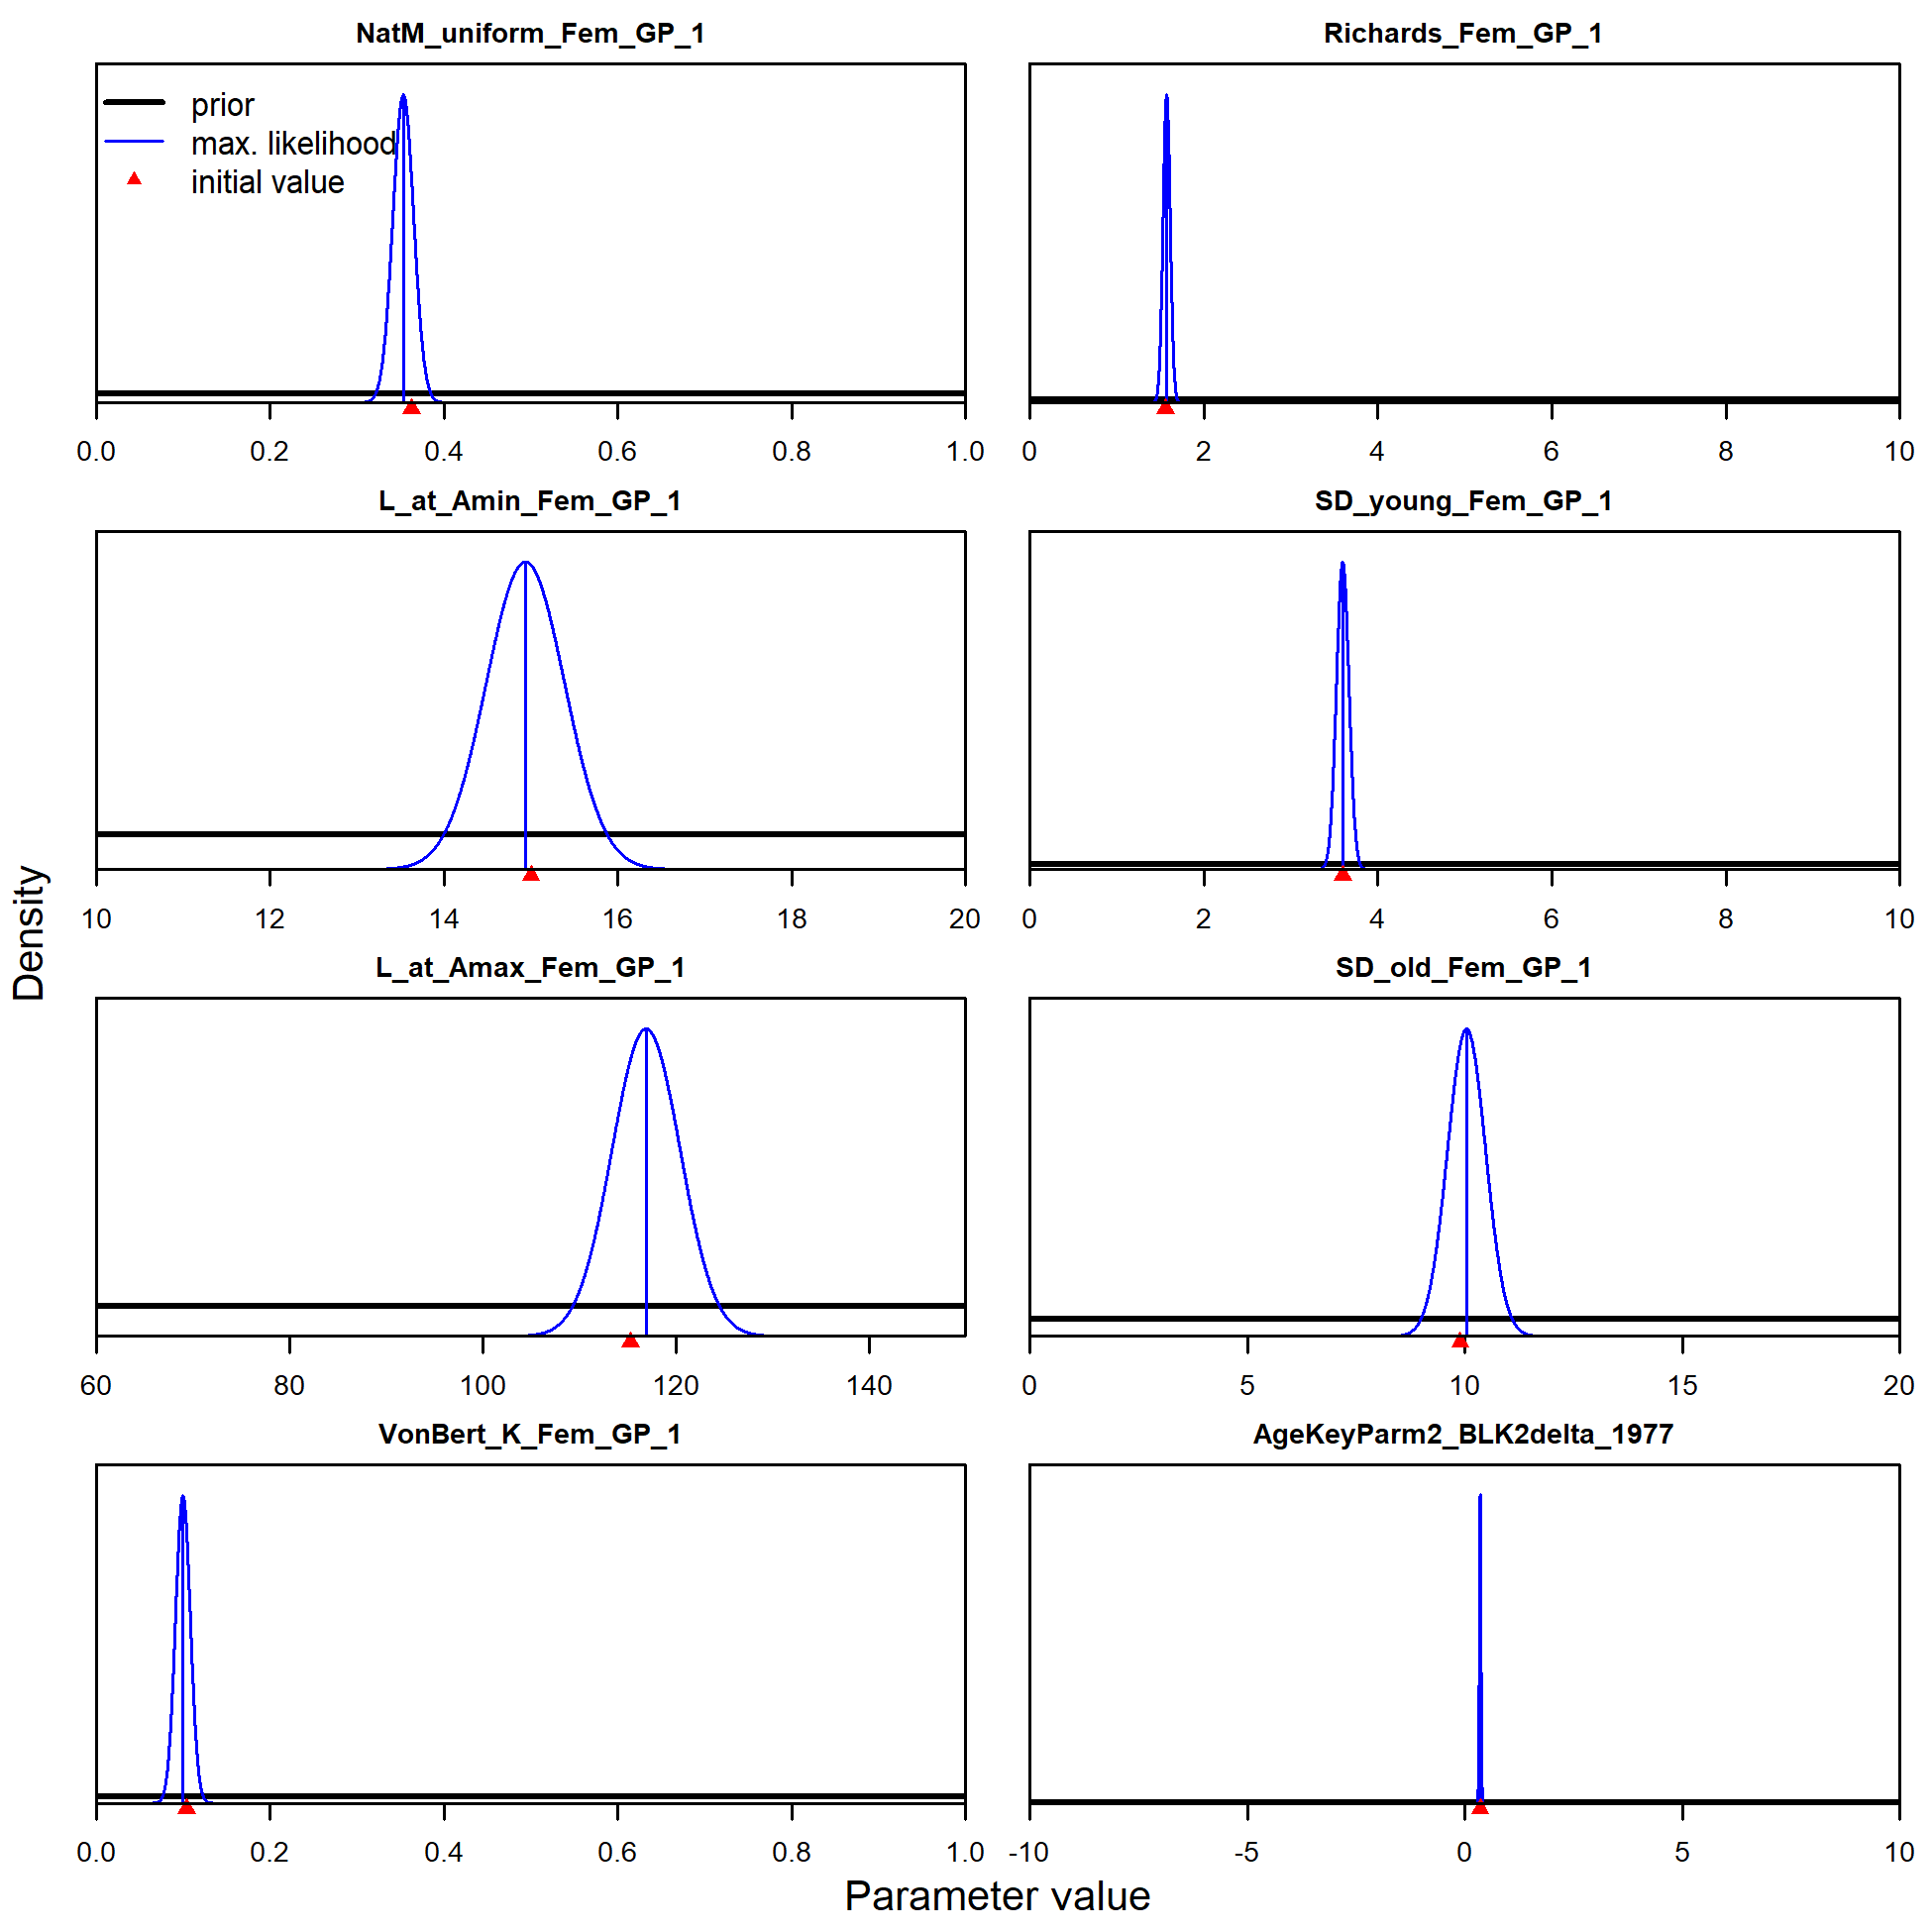 NatM_uniform_Fem_GP_1
prior
max. likelihood
initial value
0.0 0.2 0.4 0.6 0.8 1.0
Richards_Fem_GP_1
0 2 4 6 8 10
L_at_Amin_Fem_GP_1
10 12 14 16 18 20
SD_young_Fem_GP_1
0 2 4 6 8 10
L_at_Amax_Fem_GP_1
60 80 100 120 140
SD_old_Fem_GP_1
0 5 10 15 20
VonBert_K_Fem_GP_1
0.0 0.2 0.4 0.6 0.8 1.0
AgeKeyParm2_BLK2delta_1977
-10 -5 0 5 10
Density
Parameter value